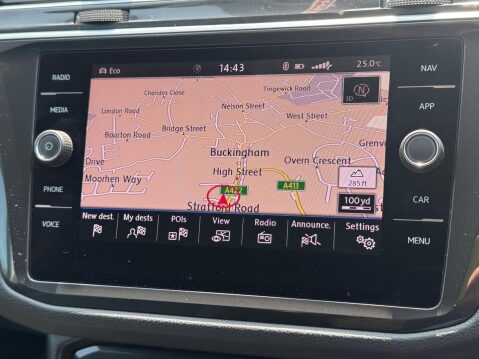 RADIO
MEDIA
PHONE
VOICE
Eco
14:43
25.0°C
Chandos Close
Tingewick Road
N
3D
London Road
Nelson Street
West Street
Bourton Road
Bridge Street
Grenv
Buckingham
Drive
High Street
Overn Crescent
Moorhen Way
A422
A413
285 ft
Stratford Road
100 yd
New dest.
My dests
POIs
View
Radio
Announce.
Settings
NAV
APP
CAR
MENU